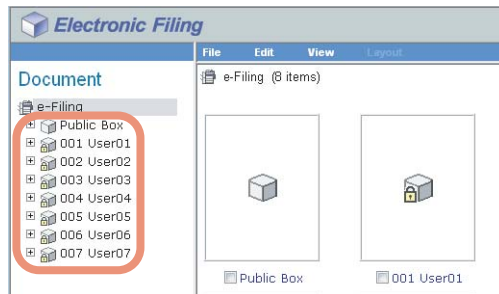 Electronic Filing
File Edit View Layout
Document
e-Filing (8 items)
e-Filing
Public Box
001 User01
002 User02
003 User03
004 User04
005 User05
006 User06
007 User07
Public Box
001 User01